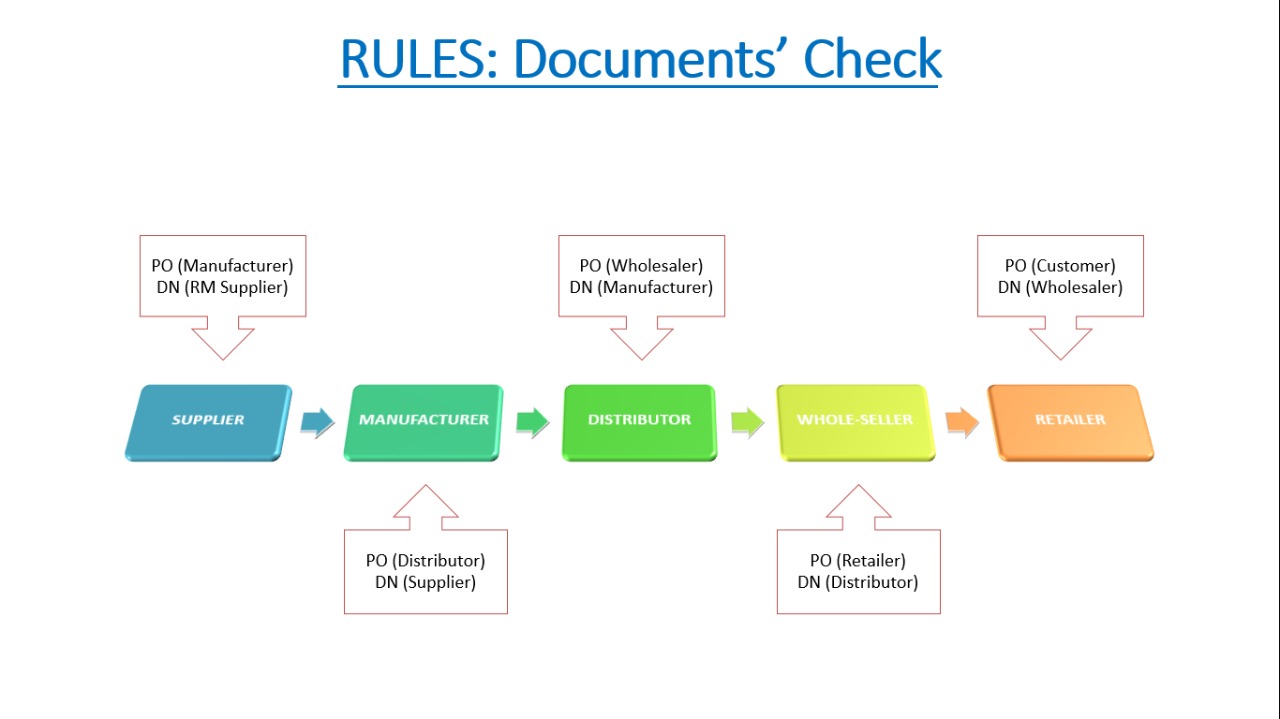 RULES: Documents’ Check
PO (Manufacturer)
DN (RM Supplier)
PO (Wholesaler)
DN (Manufacturer)
PO (Customer)
DN (Wholesaler)
SUPPLIER
MANUFACTURER
DISTRIBUTOR
WHOLE-SELLER
RETAILER
PO (Distributor)
DN (Supplier)
PO (Retailer)
DN (Distributor)